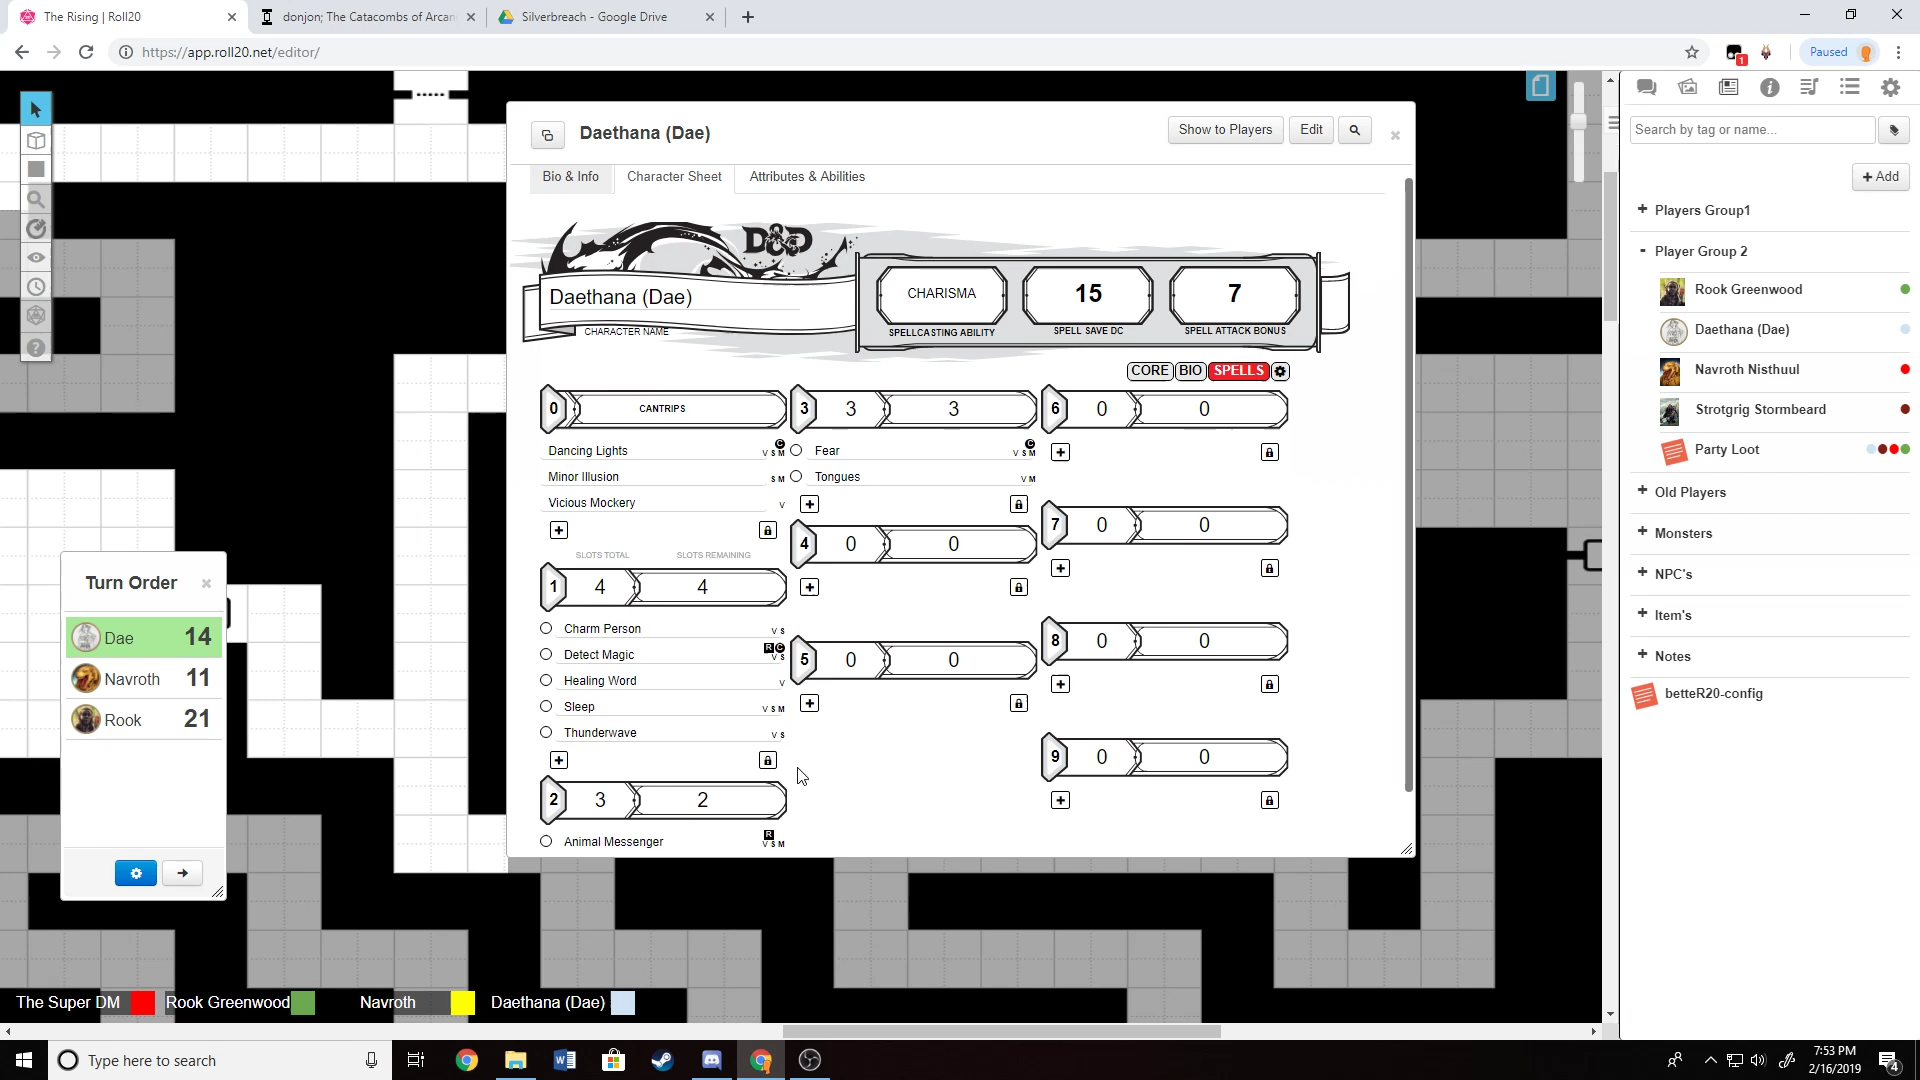 The Rising | Roll20
donjon; The Catacombs of Arcan
Silverbreach - Google Drive
https://app.roll20.net/editor/
1
Paused
Daethana (Dae)
Show to Players
Edit
Bio & Info
Character Sheet
Attributes & Abilities
D&D
Daethana (Dae)
CHARACTER NAME
CHARISMA
SPELLCASTING ABILITY
15
SPELL SAVE DC
7
SPELL ATTACK BONUS
CORE
BIO
SPELLS
0
CANTRIPS
Dancing Lights
C
V S M
Minor Illusion
S M
Vicious Mockery
V
SLOTS TOTAL
SLOTS REMAINING
1
4
4
Charm Person
V S
Detect Magic
R C
V S
Healing Word
V
Sleep
V S M
Thunderwave
V S
2
3
2
Animal Messenger
R
V S M
3
3
3
Fear
C
V S M
Tongues
V M
4
0
0
5
0
0
6
0
0
7
0
0
8
0
0
9
0
0
Turn Order
Dae 14
Navroth 11
Rook 21
The Super DM
Rook Greenwood
Navroth
Daethana (Dae)
Search by tag or name...
+ Add
+ Players Group1
- Player Group 2
Rook Greenwood
Daethana (Dae)
Navroth Nisthuul
Strotgrig Stormbeard
Party Loot
+ Old Players
+ Monsters
+ NPC's
+ Item's
+ Notes
betteR20-config
Type here to search
7:53 PM
2/16/2019
4